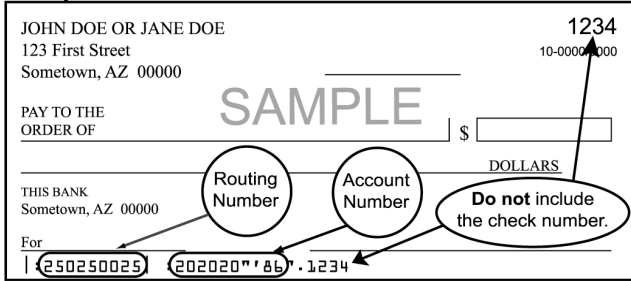 JOHN DOE OR JANE DOE
1234
123 First Street
10-0000/0000
Sometown, AZ 00000
SAMPLE
PAY TO THE
ORDER OF
$
DOLLARS
Routing
Number
Account
Number
Do not include
the check number.
THIS BANK
Sometown, AZ 00000
For
|:250250025| :202020"'86".1234